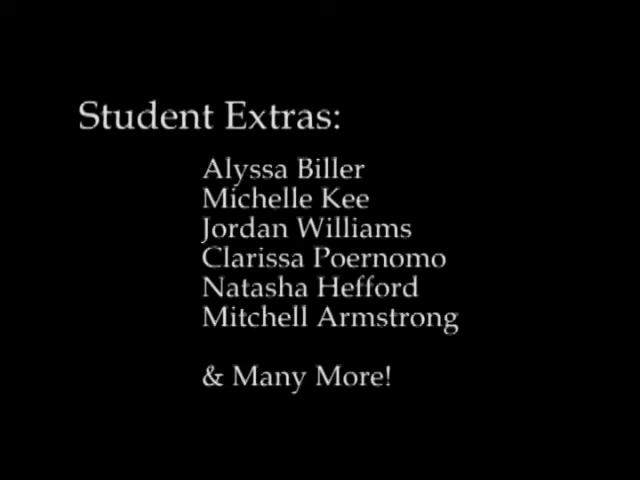 Student Extras:
Alyssa Biller
Michelle Kee
Jordan Williams
Clarissa Poernomo
Natasha Hefford
Mitchell Armstrong
& Many More!